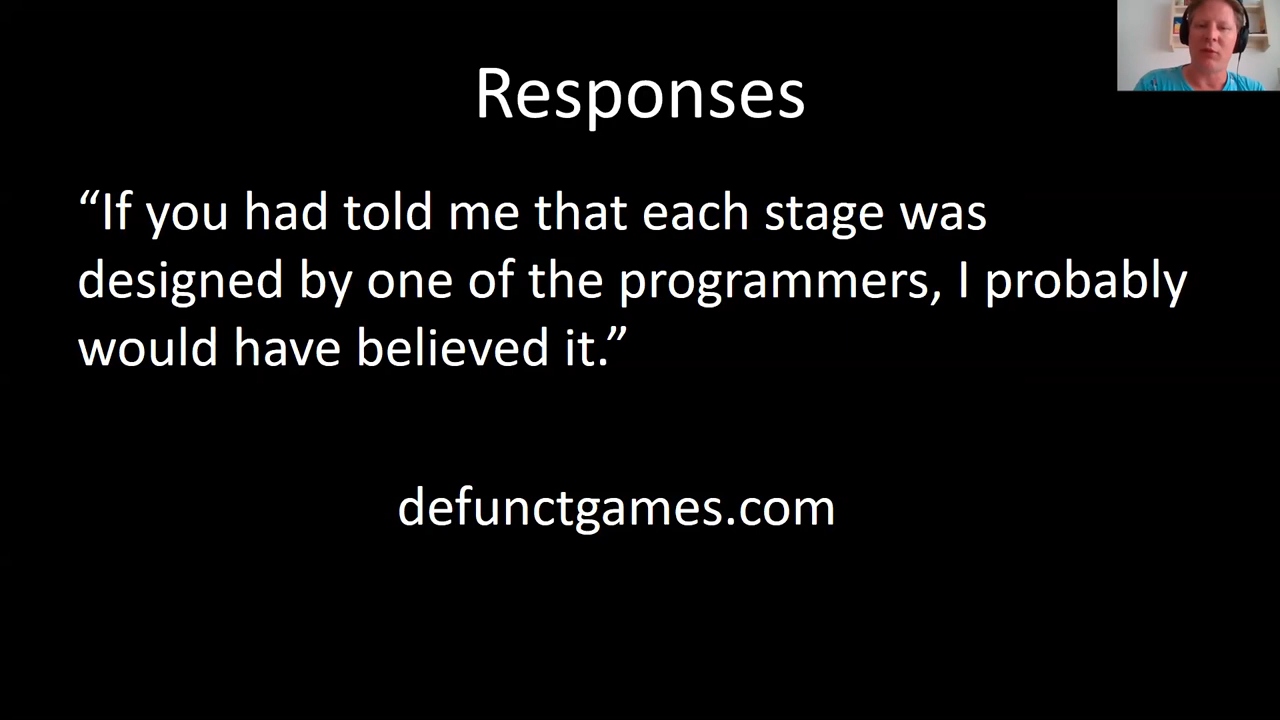 Responses
“If you had told me that each stage was
designed by one of the programmers, I probably
would have believed it.”
defunctgames.com